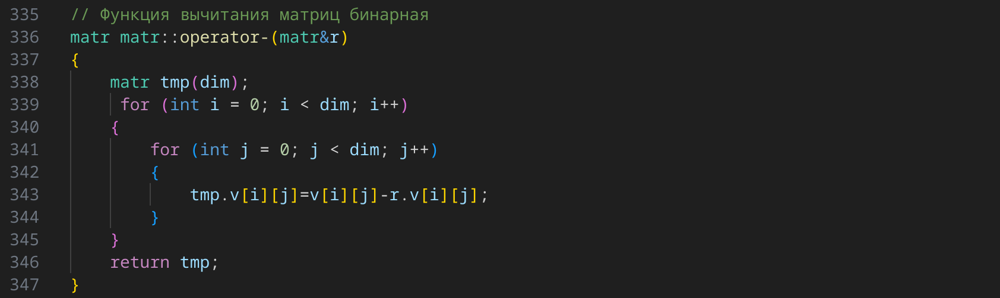 335 // Функция вычитания матриц бинарная
336 matr matr::operator-(matr&r)
337 {
338     matr tmp(dim);
339      for (int i = 0; i < dim; i++)
340     {
341         for (int j = 0; j < dim; j++)
342         {
343             tmp.v[i][j]=v[i][j]-r.v[i][j];
344         }
345     }
346     return tmp;
347 }